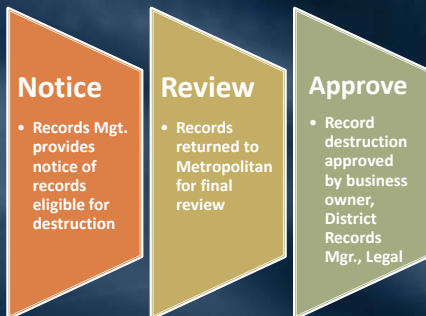 Notice
• Records Mgt.
provides
notice of
records
eligible for
destruction
Review
• Records
returned to
Metropolitan
for final
review
Approve
• Record
destruction
approved
by business
owner,
District
Records
Mgr., Legal